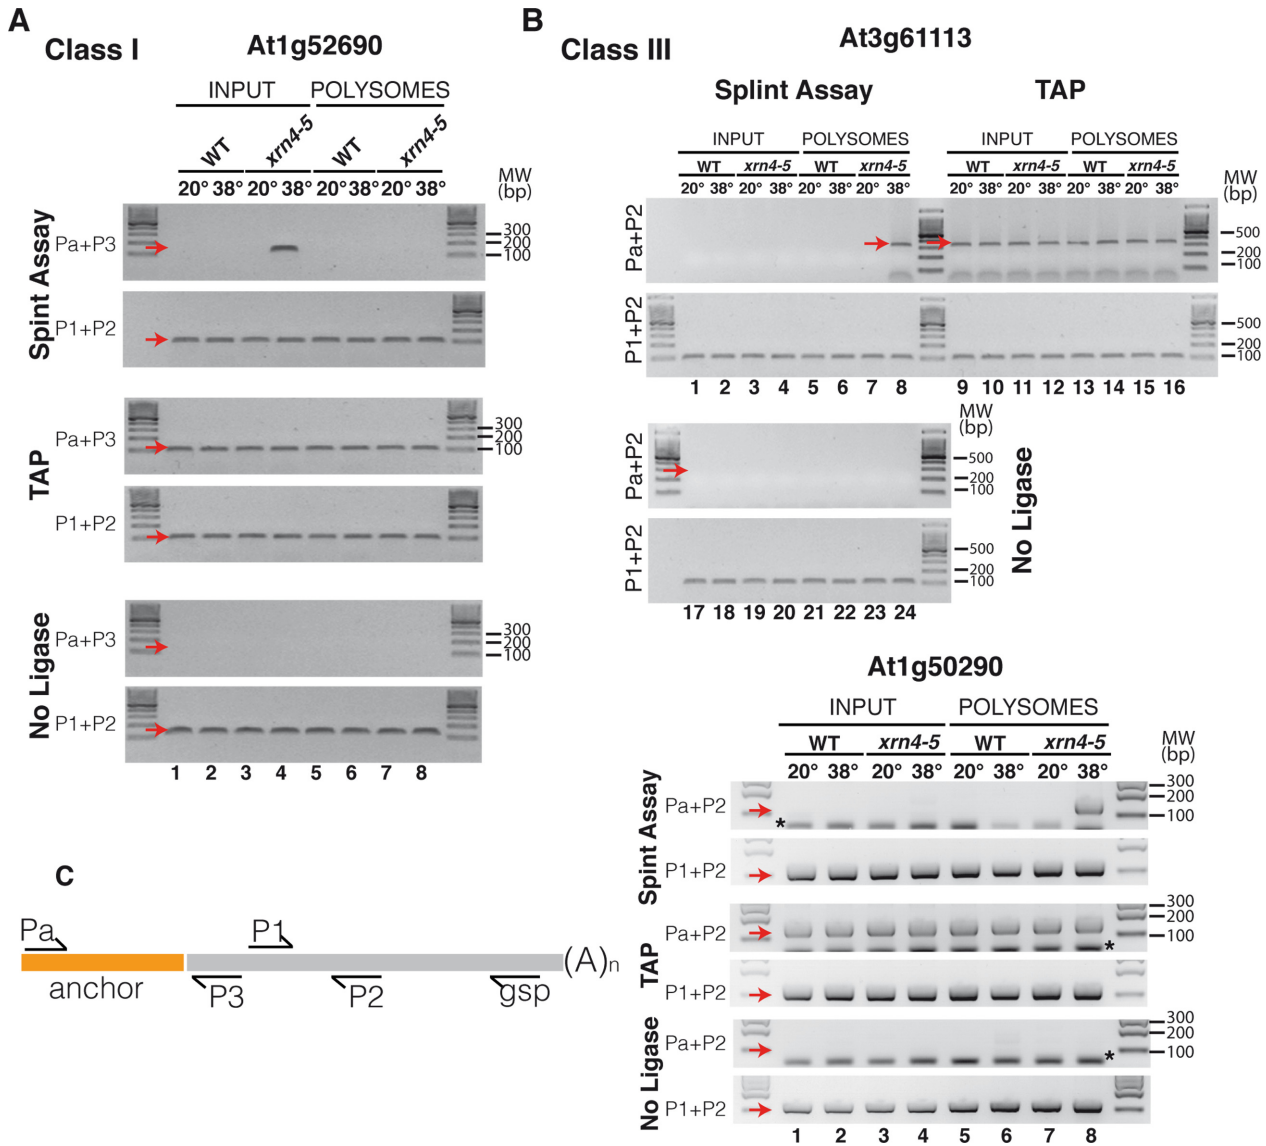 A
Class I
At1g52690
INPUT POLYSOMES
WT xrn4-5 WT xrn4-5
20° 38° 20° 38° 20° 38° 20° 38°
MW
(bp)
Spint Assay
Pa+P3
300
200
100
P1+P2
TAP
Pa+P3
300
200
100
P1+P2
No Ligase
Pa+P3
300
200
100
P1+P2
1 2 3 4 5 6 7 8
B
Class III
At3g61113
Splint Assay TAP
INPUT POLYSOMES INPUT POLYSOMES
WT xrn4-5 WT xrn4-5 WT xrn4-5 WT xrn4-5
20° 38° 20° 38° 20° 38° 20° 38° 20° 38° 20° 38° 20° 38° 20° 38°
MW
(bp)
Pa+P2
500
200
100
P1+P2
500
200
100
1 2 3 4 5 6 7 8 9 10 11 12 13 14 15 16
MW
(bp)
Pa+P2
500
200
100
No Ligase
P1+P2
500
200
100
17 18 19 20 21 22 23 24
At1g50290
INPUT POLYSOMES
WT xrn4-5 WT xrn4-5
20° 38° 20° 38° 20° 38° 20° 38°
MW
(bp)
Spint Assay
Pa+P2
*
300
200
100
P1+P2
TAP
Pa+P2
*
300
200
100
P1+P2
No Ligase
Pa+P2
*
300
200
100
P1+P2
1 2 3 4 5 6 7 8
C
Pa P1
(A)n
anchor P3 P2 gsp